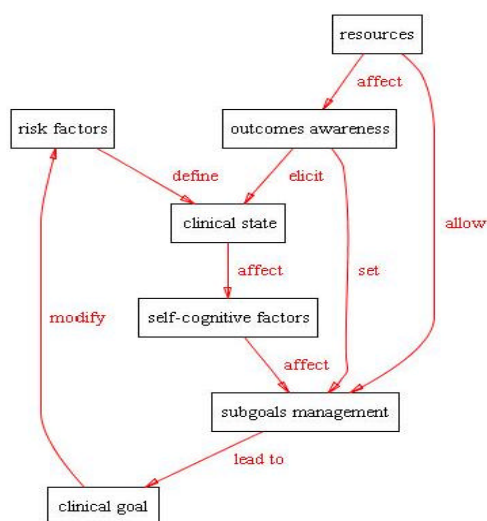 resources
affect
risk factors
outcomes awareness
define
elicit
clinical state
allow
affect
set
modify
self-cognitive factors
affect
subgoals management
lead to
clinical goal